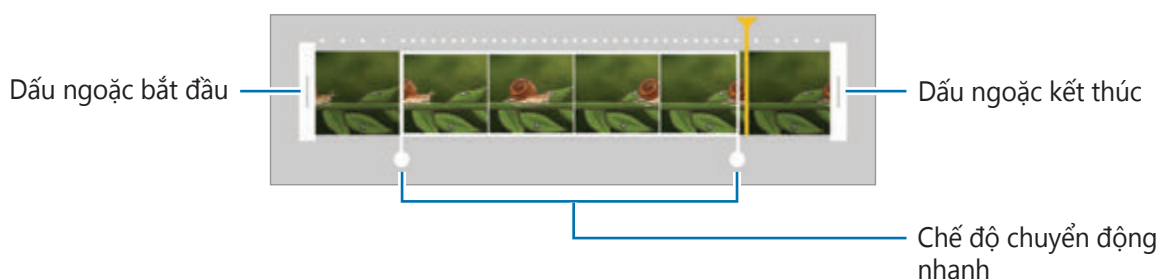 Dấu ngoặc bắt đầu
Dấu ngoặc kết thúc
Chế độ chuyển động
nhanh